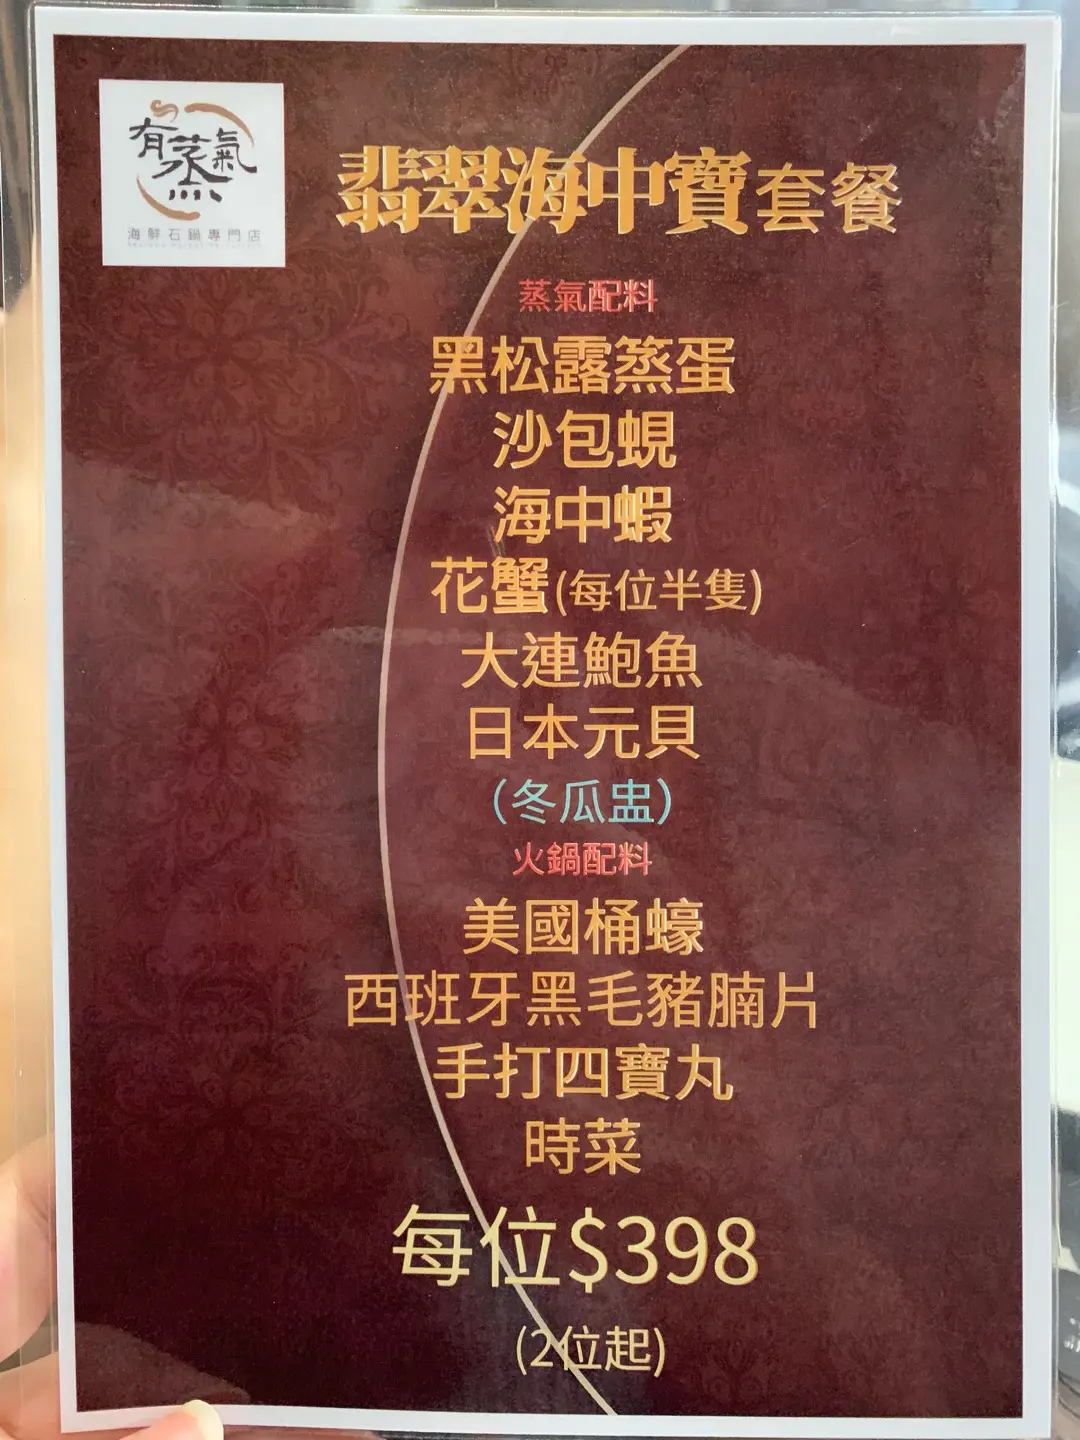 有蒸氣
海鮮石鍋專門店
翡翠海中寶套餐
蒸氣配料
黑松露蒸蛋
沙包蜆
海中蝦
花蟹(每位半隻)
大連鮑魚
日本元貝
(冬瓜盅)
火鍋配料
美國桶蠔
西班牙黑毛豬腩片
手打四寶丸
時菜
每位$398
(2位起)